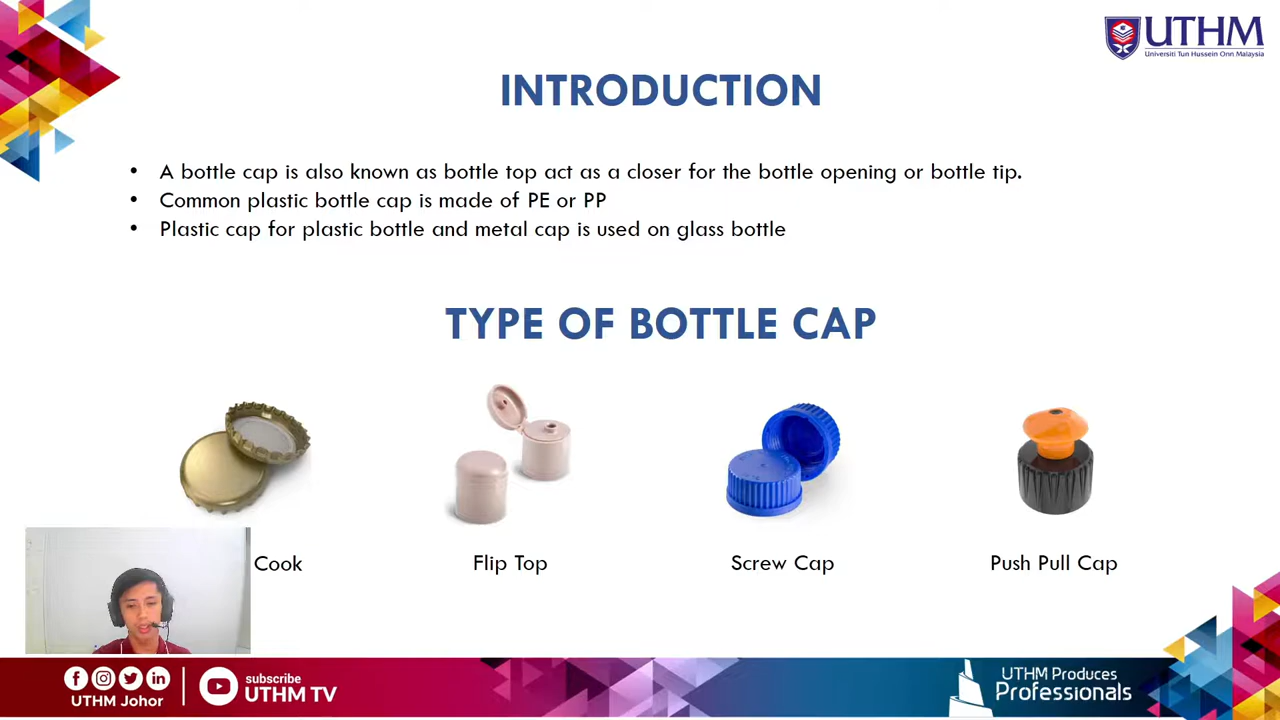 UTHM
Universiti Tun Hussein Onn Malaysia
INTRODUCTION
• A bottle cap is also known as bottle top act as a closer for the bottle opening or bottle tip.
• Common plastic bottle cap is made of PE or PP
• Plastic cap for plastic bottle and metal cap is used on glass bottle
TYPE OF BOTTLE CAP
Cook
Flip Top
Screw Cap
Push Pull Cap
UTHM Johor
subscribe
UTHM TV
UTHM Produces
Professionals